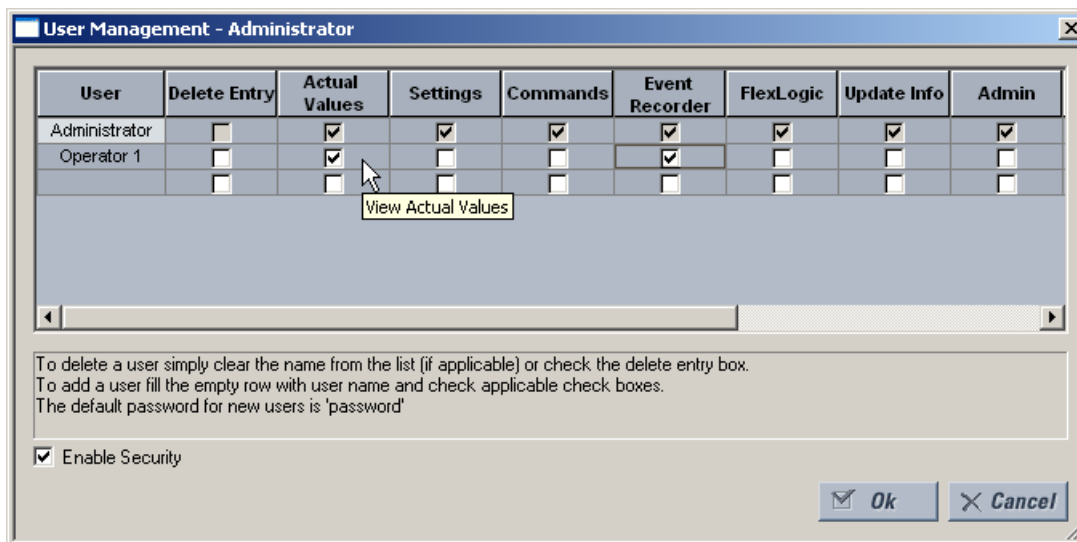 User Management - Administrator
User Delete Entry Actual Values Settings Commands Event Recorder FlexLogic Update Info Admin
Administrator
Operator 1
View Actual Values
To delete a user simply clear the name from the list (if applicable) or check the delete entry box.
To add a user fill the empty row with user name and check applicable check boxes.
The default password for new users is 'password'
Enable Security
Ok Cancel